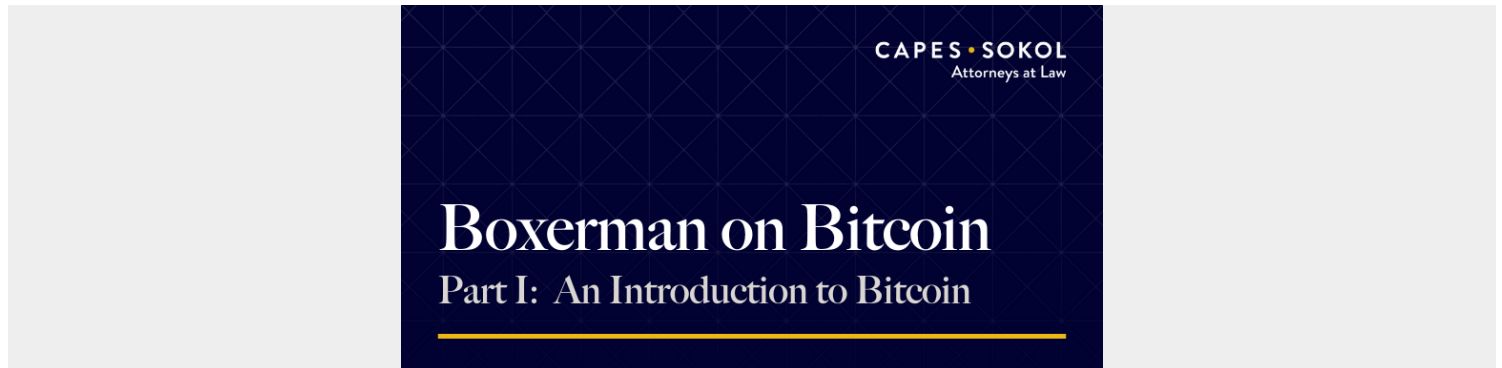 CAPES • SOKOL
Attorneys at Law
Boxerman on Bitcoin
Part I: An Introduction to Bitcoin